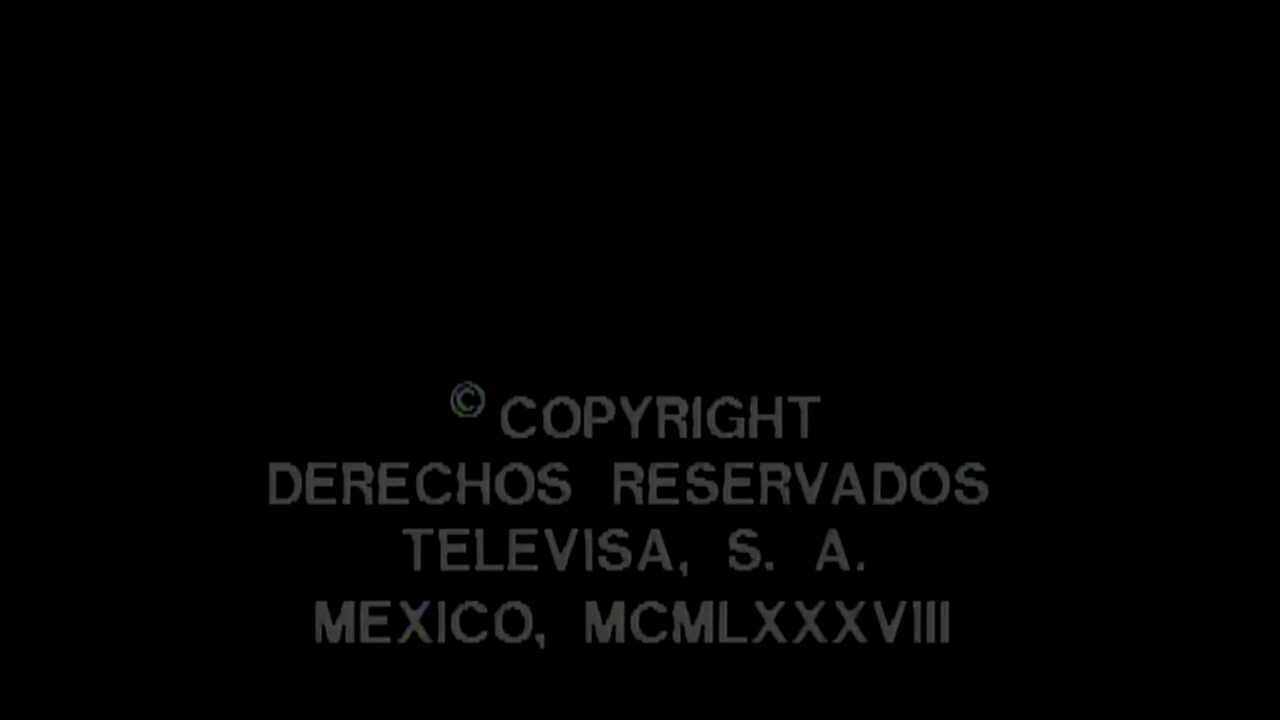 © COPYRIGHT
DERECHOS RESERVADOS
TELEVISA, S. A.
MEXICO, MCMLXXXVIII